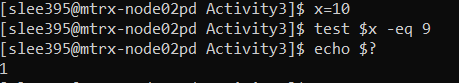 [slee395@mtrx-node02pd Activity3]$ x=10
[slee395@mtrx-node02pd Activity3]$ test $x -eq 9
[slee395@mtrx-node02pd Activity3]$ echo $?
1